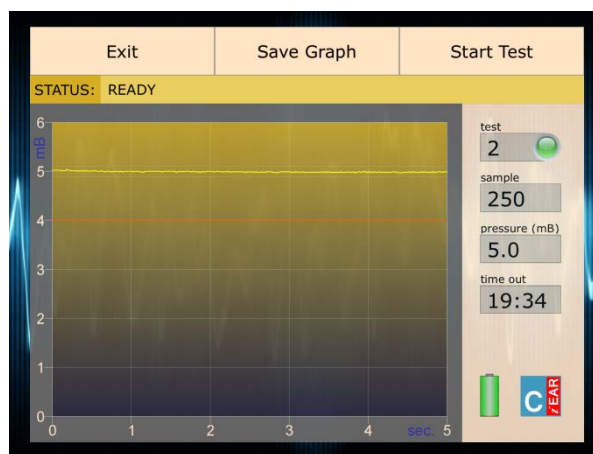 Exit Save Graph Start Test
STATUS: READY
6
mB
5
4
3
2
1
0
0 1 2 3 4 sec. 5
test
2
sample
250
pressure (mB)
5.0
time out
19:34
C iEAR